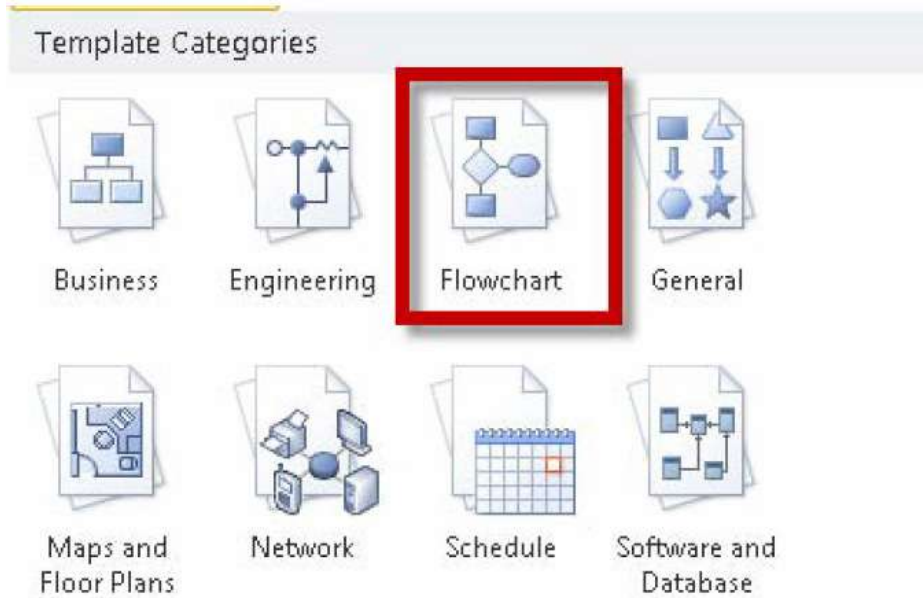 Template Categories
Business
Engineering
Flowchart
General
Maps and
Floor Plans
Network
Schedule
Software and
Database